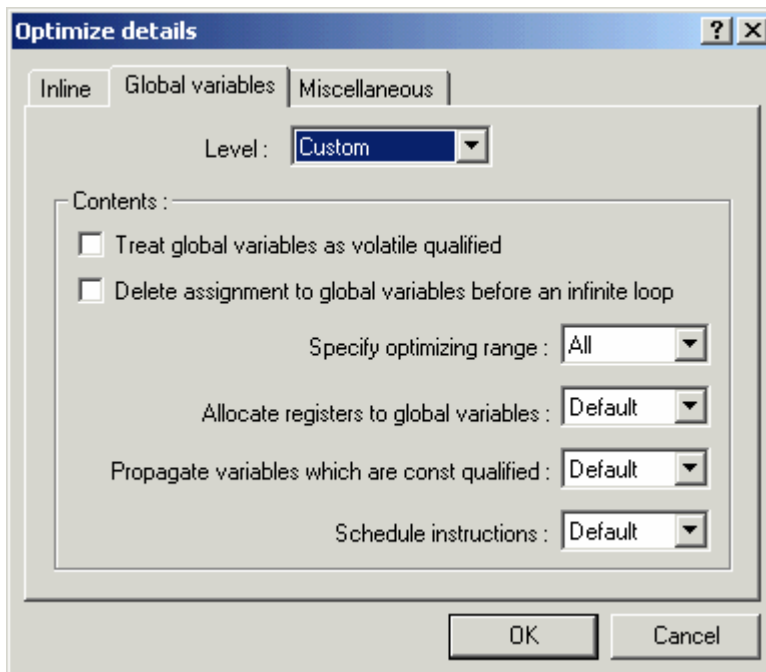 Optimize details
Inline Global variables Miscellaneous
Level : Custom
Contents :
Treat global variables as volatile qualified
Delete assignment to global variables before an infinite loop
Specify optimizing range : All
Allocate registers to global variables : Default
Propagate variables which are const qualified : Default
Schedule instructions : Default
OK Cancel